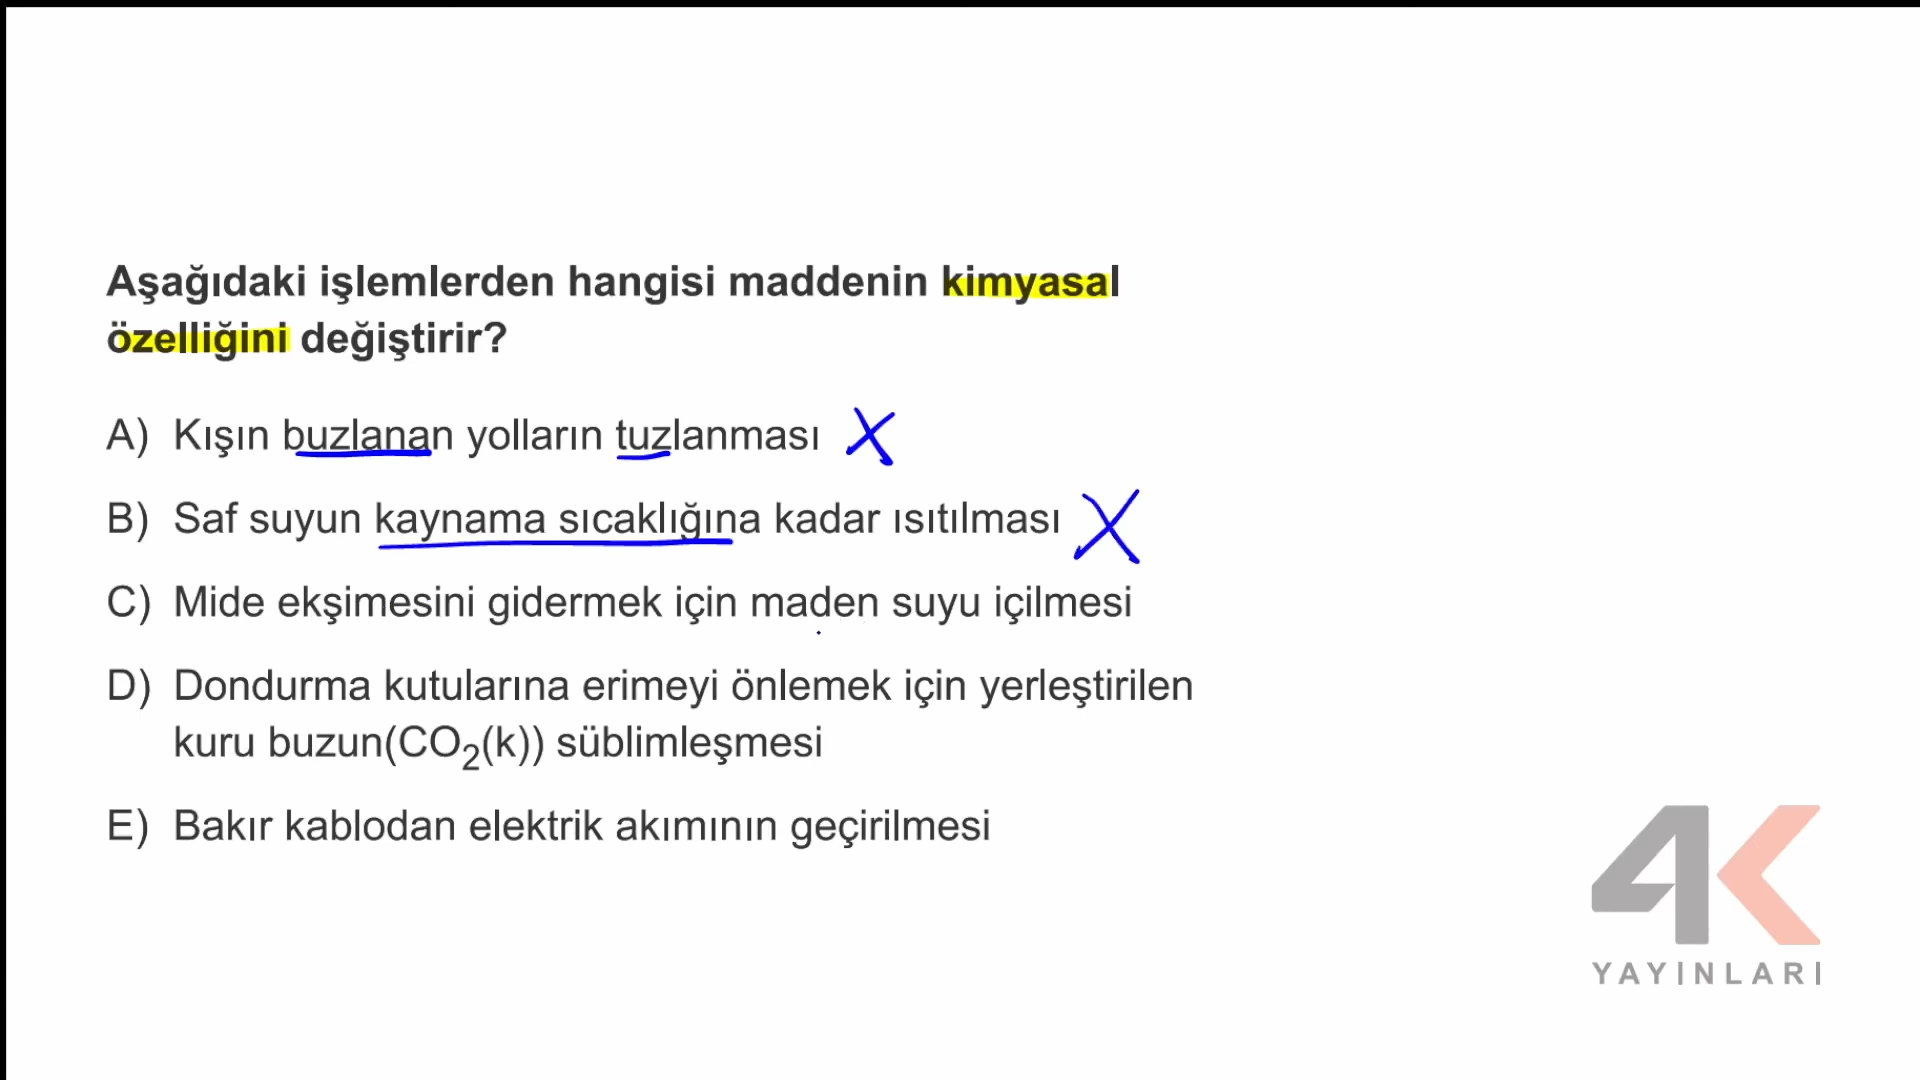 Aşağıdaki işlemlerden hangisi maddenin kimyasal
özelliğini değiştirir?
A) Kışın buzlanan yolların tuzlanması
B) Saf suyun kaynama sıcaklığına kadar ısıtılması
C) Mide ekşimesini gidermek için maden suyu içilmesi
D) Dondurma kutularına erimeyi önlemek için yerleştirilen
kuru buzun(CO₂(k)) süblimleşmesi
E) Bakır kablodan elektrik akımının geçirilmesi
4K
YAYINLARI